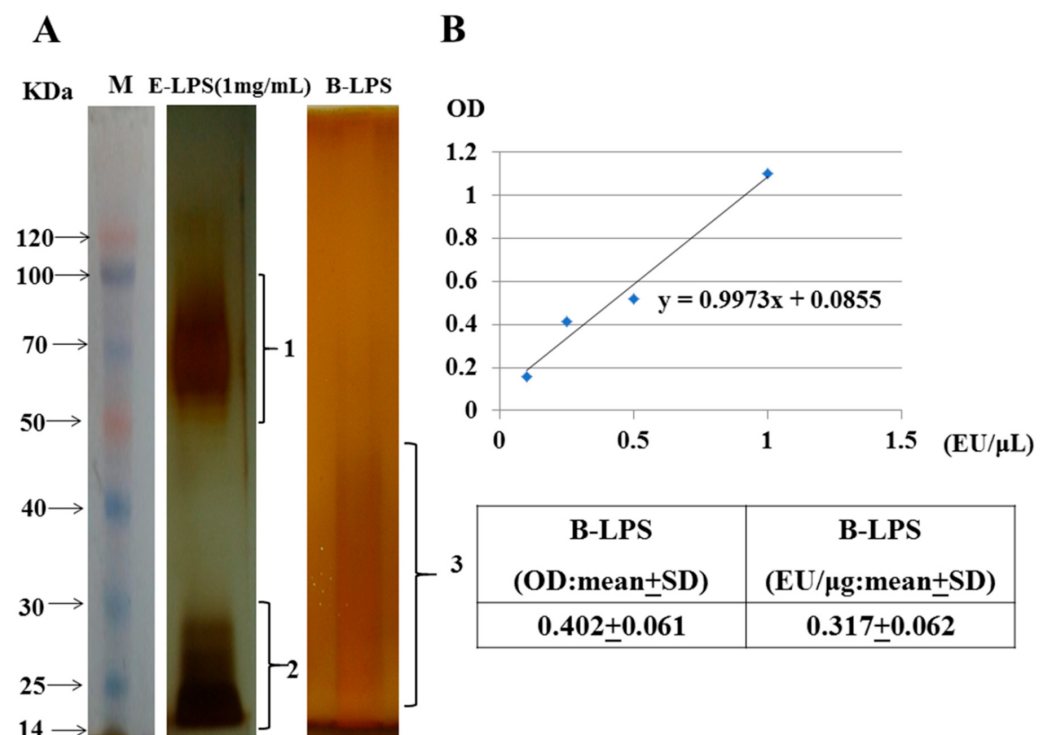 A
KDa M E-LPS(1mg/mL) B-LPS
120
100
70
50
40
30
25
14
1
2
3
B
OD
1.2
1
0.8
0.6
0.4
0.2
0
y = 0.9973x + 0.0855
0 0.5 1 1.5 (EU/μL)
B-LPS
(OD:mean±SD)
B-LPS
(EU/μg:mean±SD)
0.402±0.061
0.317±0.062